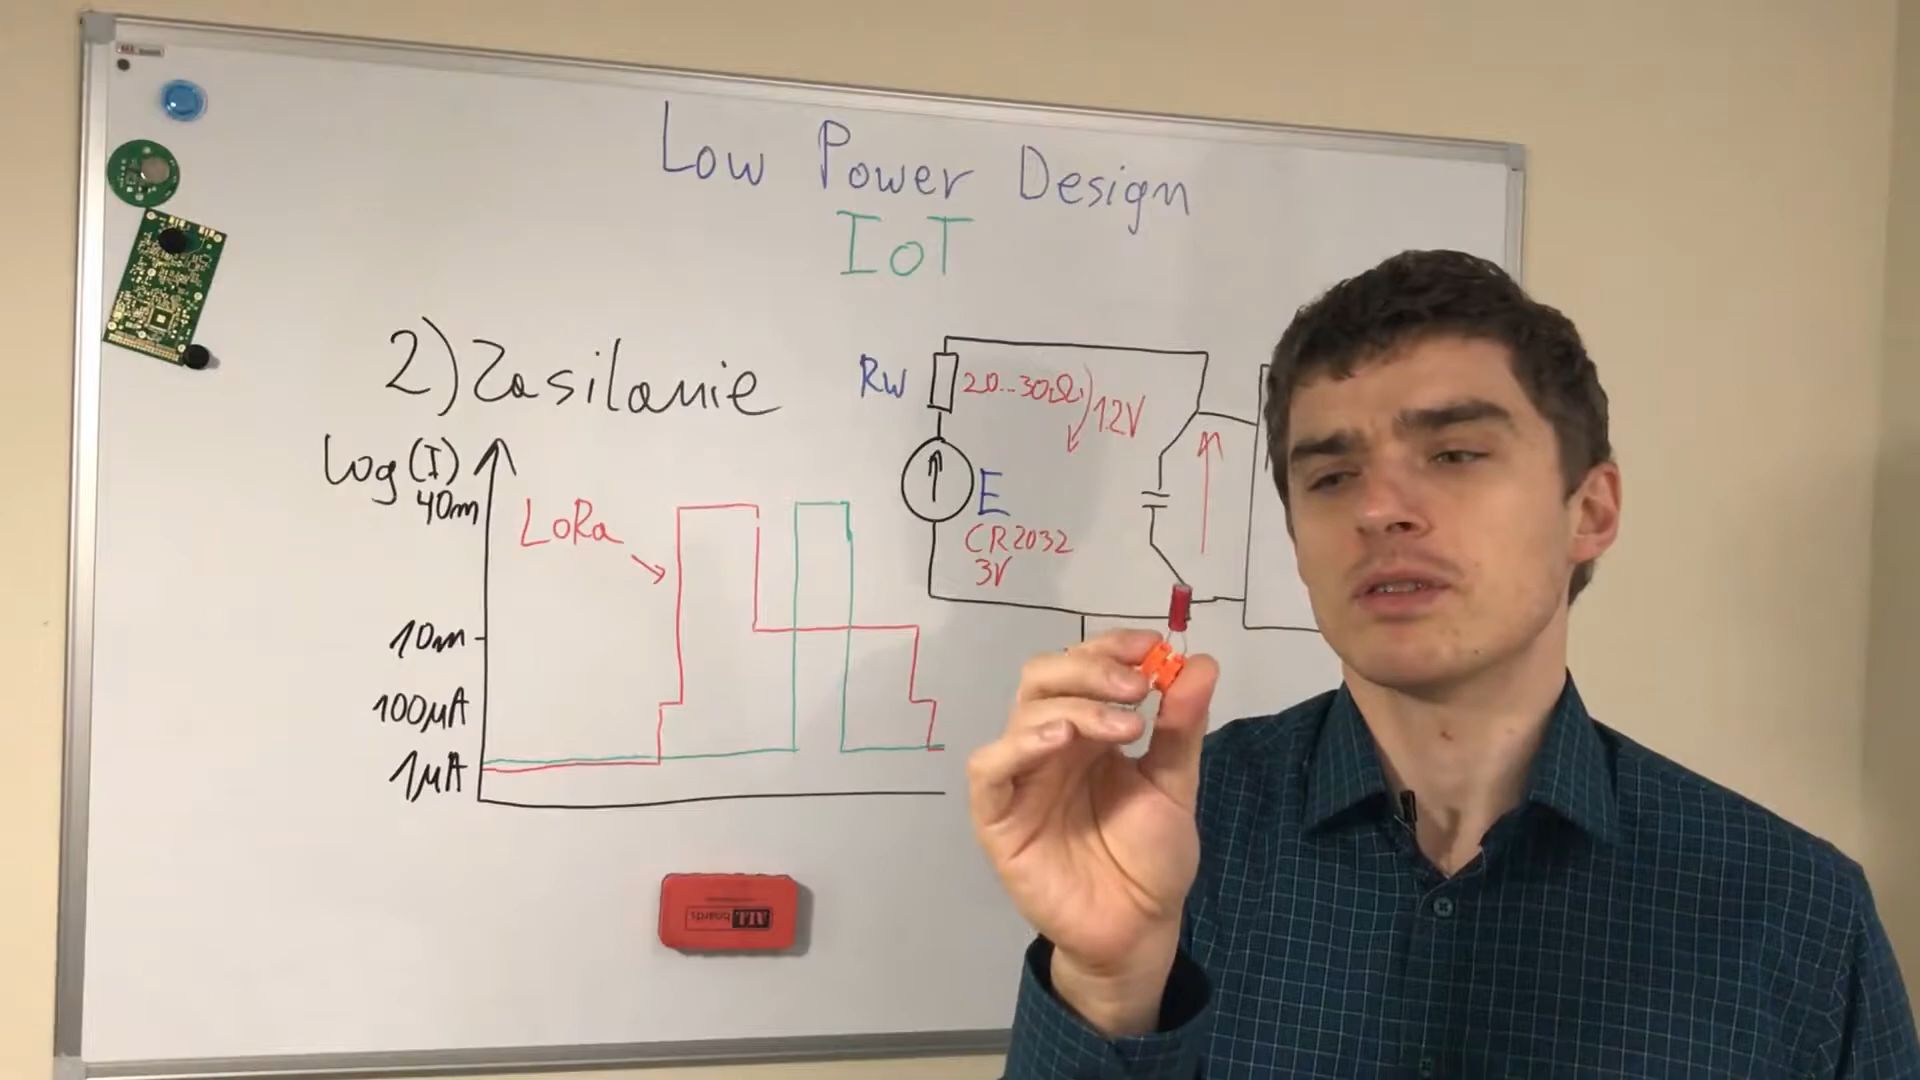 Low Power Design
IoT
2) Zasilanie
log(I)
40m
10m
100µA
1µA
LoRa
Rw
20...30Ω
1.2V
E
CR2032
3V
ALL boards